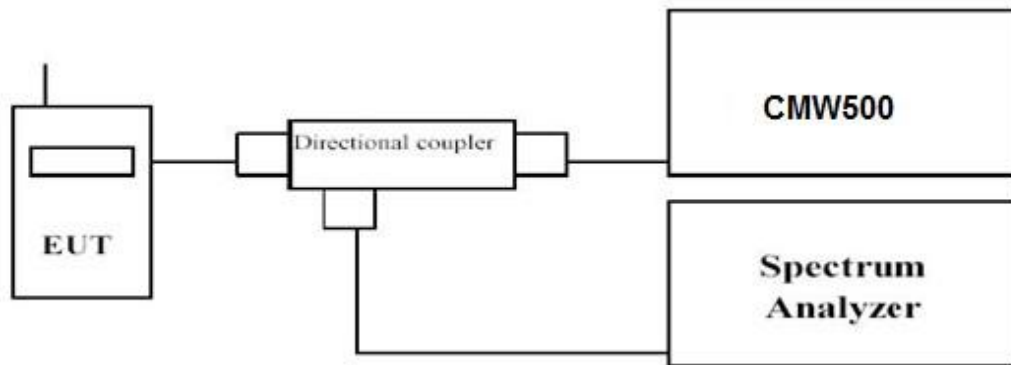 EUT
Directional coupler
CMW500
Spectrum
Analyzer